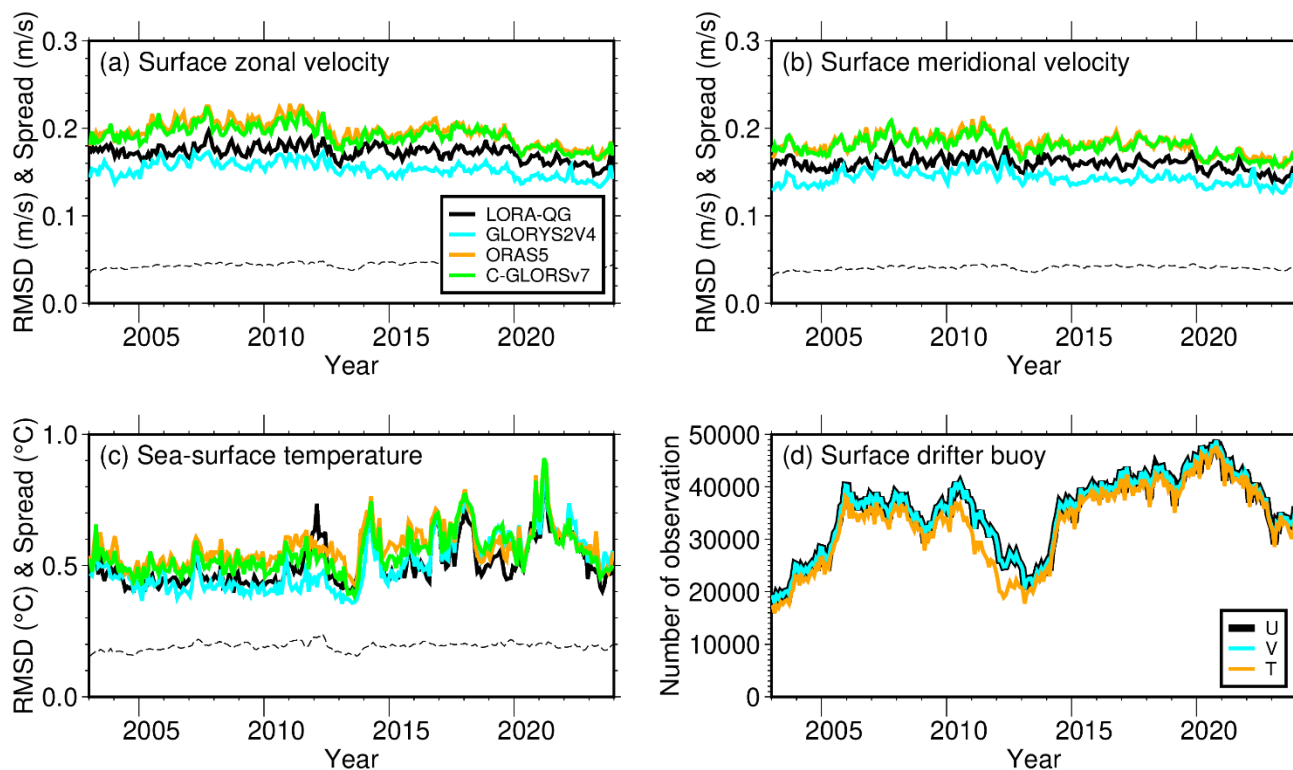 (a) Surface zonal velocity
RMSD (m/s) & Spread (m/s)
0.3
0.2
0.1
0.0
LORA-QG
GLORYS2V4
ORAS5
C-GLORSv7
2005 2010 2015 2020
Year
(b) Surface meridional velocity
RMSD (m/s) & Spread (m/s)
0.3
0.2
0.1
0.0
2005 2010 2015 2020
Year
(c) Sea-surface temperature
RMSD (°C) & Spread (°C)
1.0
0.5
0.0
2005 2010 2015 2020
Year
(d) Surface drifter buoy
Number of observation
50000
40000
30000
20000
10000
0
U
V
T
2005 2010 2015 2020
Year